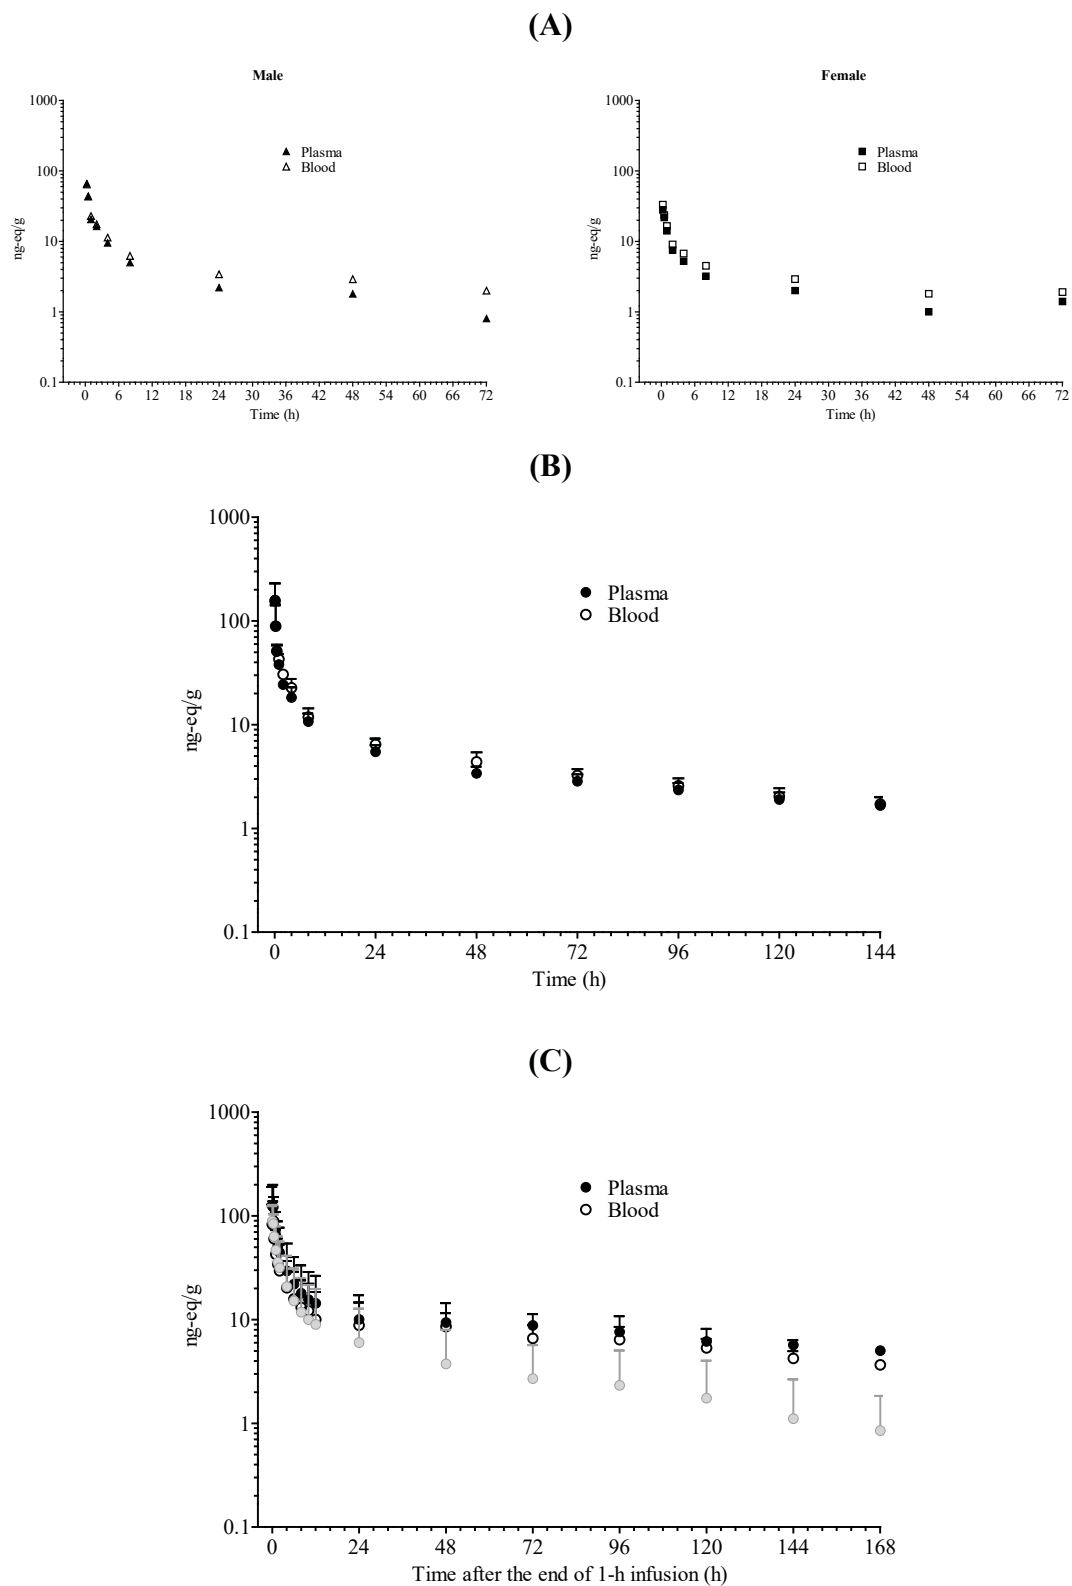 (A)
Male
1000
100
10
1
0.1
ng-eq/g
Plasma
Blood
0 6 12 18 24 30 36 42 48 54 60 66 72
Time (h)
Female
1000
100
10
1
0.1
ng-eq/g
Plasma
Blood
0 6 12 18 24 30 36 42 48 54 60 66 72
Time (h)
(B)
1000
100
10
1
0.1
ng-eq/g
Plasma
Blood
0 24 48 72 96 120 144
Time (h)
(C)
1000
100
10
1
0.1
ng-eq/g
Plasma
Blood
0 24 48 72 96 120 144 168
Time after the end of 1-h infusion (h)